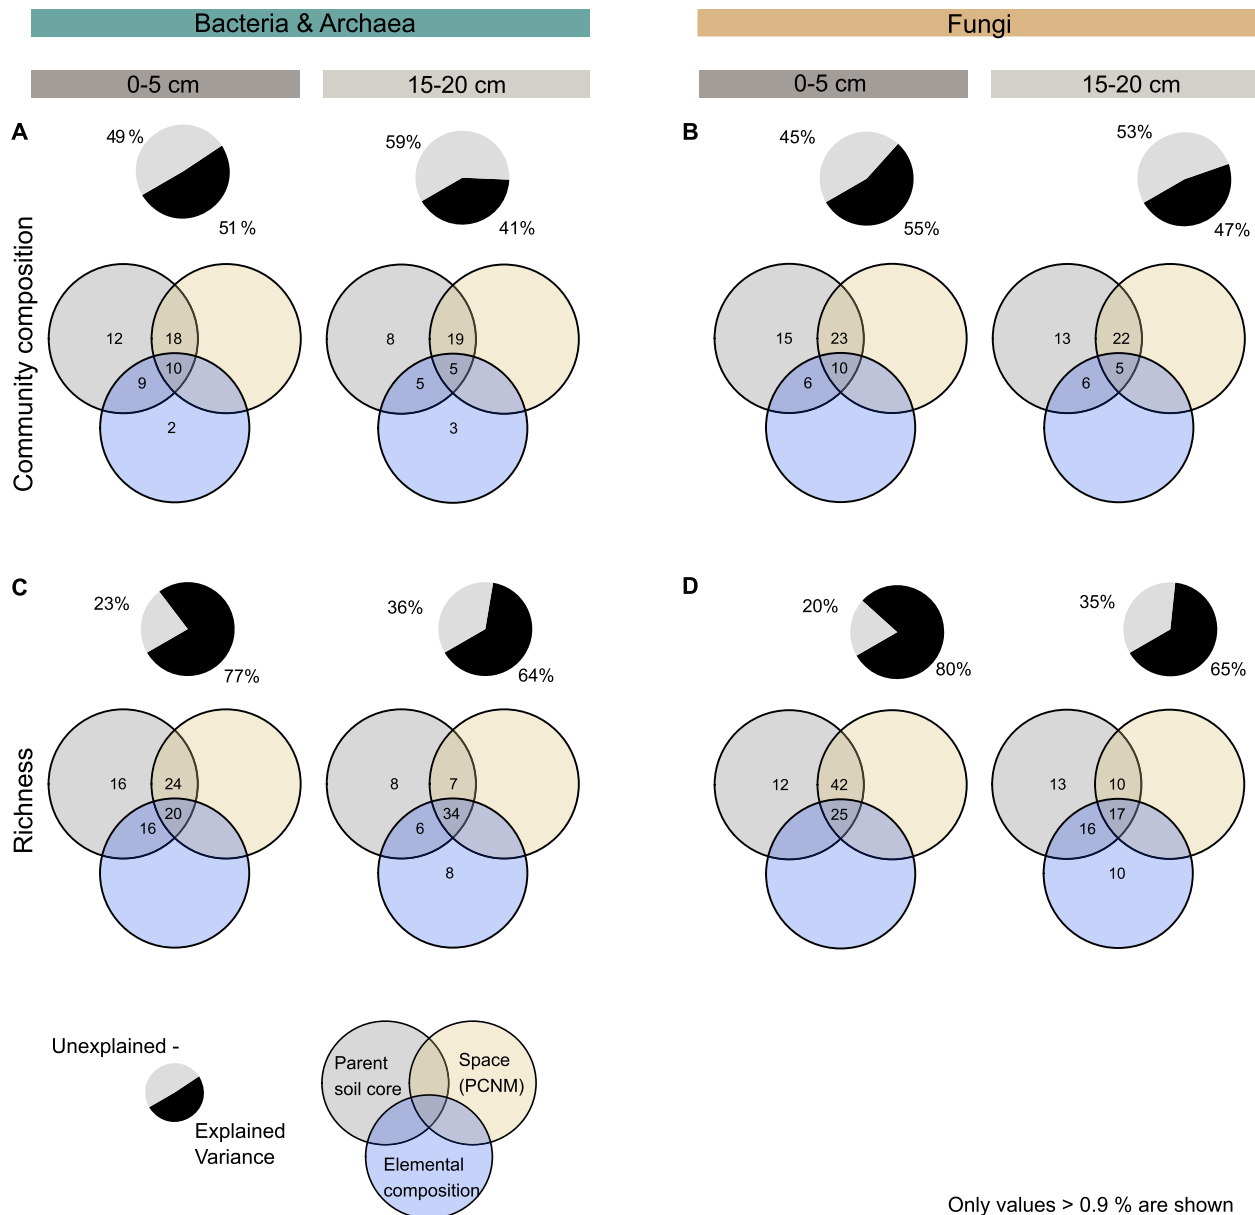 Bacteria & Archaea
Fungi
0-5 cm
15-20 cm
0-5 cm
15-20 cm
A
49 %
51 %
59%
41%
B
45%
55%
53%
47%
Community composition
12
18
10
9
2
8
19
5
5
3
15
23
10
6
13
22
5
6
C
23%
77%
36%
64%
D
20%
80%
35%
65%
Richness
16
24
20
16
8
7
34
6
8
12
42
25
13
10
17
16
10
Unexplained -
Explained
Variance
Parent
soil core
Space
(PCNM)
Elemental
composition
Only values > 0.9 % are shown